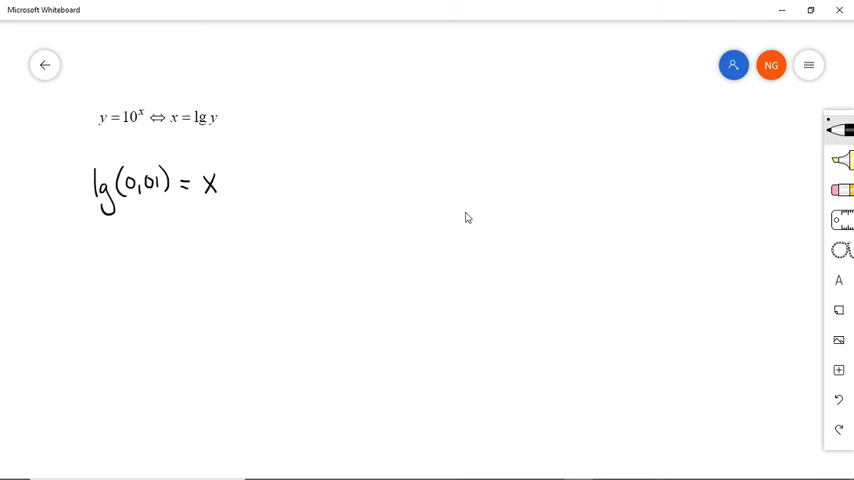 Microsoft Whiteboard
NG
y = 10^x ⇔ x = lg y
lg(0,01) = x
A